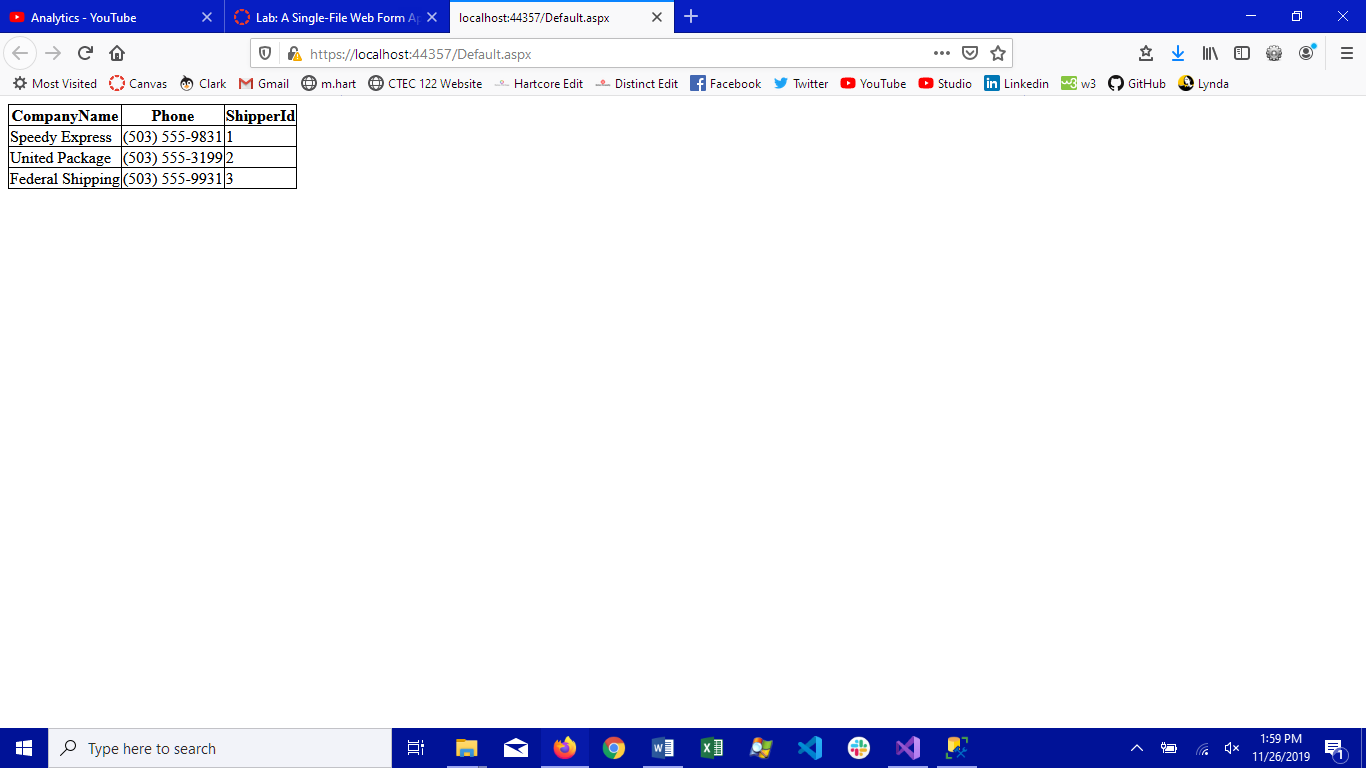 Analytics - YouTube
Lab: A Single-File Web Form Ap
localhost:44357/Default.aspx
https://localhost:44357/Default.aspx
Most Visited Canvas Clark Gmail m.hart CTEC 122 Website Hartcore Edit Distinct Edit Facebook Twitter YouTube Studio Linkedin w3 GitHub Lynda
CompanyName Phone ShipperId
Speedy Express (503) 555-9831 1
United Package (503) 555-3199 2
Federal Shipping (503) 555-9931 3
Type here to search
1:59 PM
11/26/2019
1